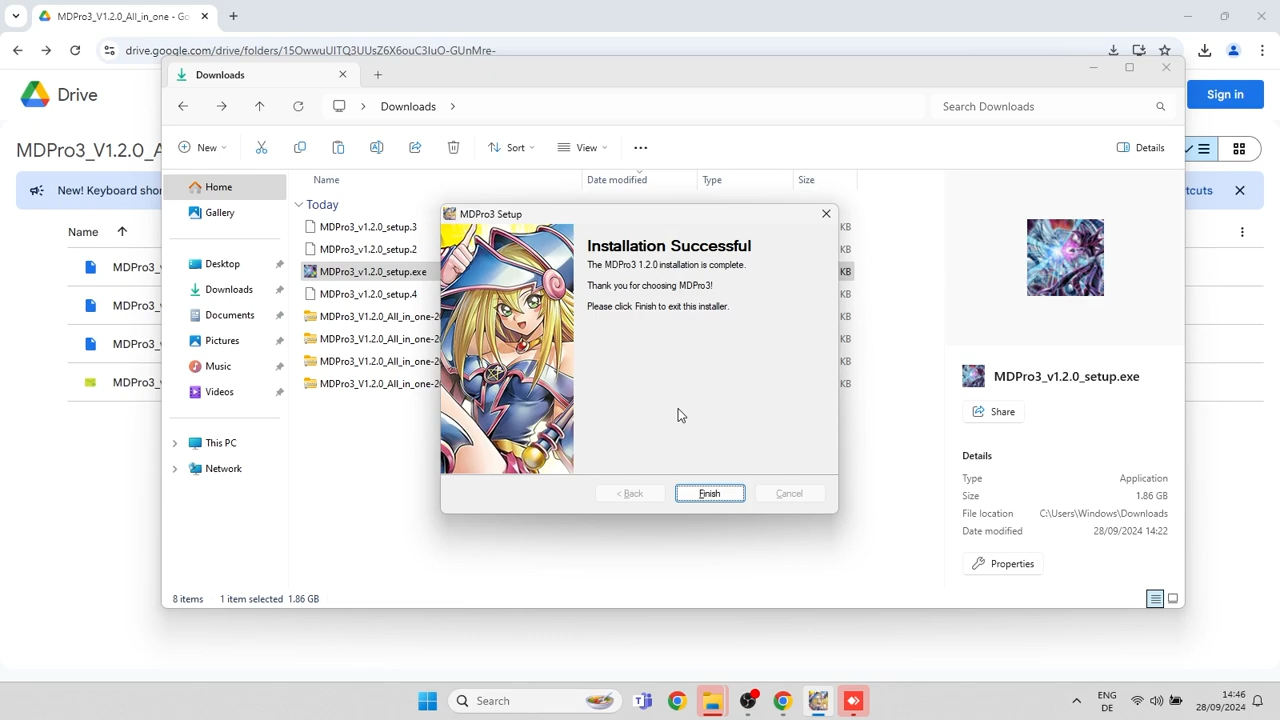 MDPro3_V1.2.0_All_in_one - Go
drive.google.com/drive/folders/15OwwuUITQ3UUsZ6X6ouC3IuO-GUnMre-
Drive
Sign in
MDPro3_V1.2.0_A
New! Keyboard shor
tcuts
Name
MDPro3_v
MDPro3_v
MDPro3_v
MDPro3_v
Downloads
Downloads
Search Downloads
New
Sort
View
Details
Home
Gallery
Desktop
Downloads
Documents
Pictures
Music
Videos
This PC
Network
Name
Date modified
Type
Size
Today
MDPro3_v1.2.0_setup.3
KB
MDPro3_v1.2.0_setup.2
KB
MDPro3_v1.2.0_setup.exe
KB
MDPro3_v1.2.0_setup.4
KB
MDPro3_V1.2.0_All_in_one-2
KB
MDPro3_V1.2.0_All_in_one-2
KB
MDPro3_V1.2.0_All_in_one-2
KB
MDPro3_V1.2.0_All_in_one-2
KB
MDPro3 Setup
Installation Successful
The MDPro3 1.2.0 installation is complete.
Thank you for choosing MDPro3!
Please click Finish to exit this installer.
< Back
Finish
Cancel
MDPro3_v1.2.0_setup.exe
Share
Details
Type
Application
Size
1.86 GB
File location
C:\Users\Windows\Downloads
Date modified
28/09/2024 14:22
Properties
8 items
1 item selected 1.86 GB
Search
ENG
DE
14:46
28/09/2024